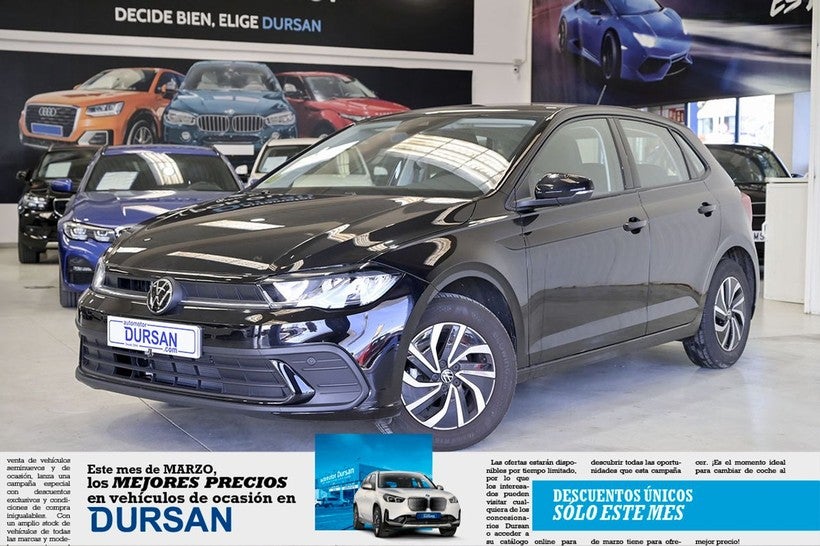 DECIDE BIEN, ELIGE DURSAN
automotor
DURSAN
.com
venta de vehículos
seminuevos y de
ocasión, lanza una
campaña especial
con descuentos
exclusivos y condi-
ciones de compra
inigualables. Con
un amplio stock de
vehículos de todas
las marcas y mode-
Este mes de MARZO,
los MEJORES PRECIOS
en vehículos de ocasión en
DURSAN
Dursan
Las ofertas estarán dispo-
nibles por tiempo limitado,
por lo que
los interesa-
dos pueden
visitar cual-
quiera de los
concesiona-
rios Dursan
o acceder a
su catálogo online para
descubrir todas las oportu-
nidades que esta campaña
cer. ¡Es el momento ideal
para cambiar de coche al
DESCUENTOS ÚNICOS
SÓLO ESTE MES
de marzo tiene para ofre-
mejor precio!